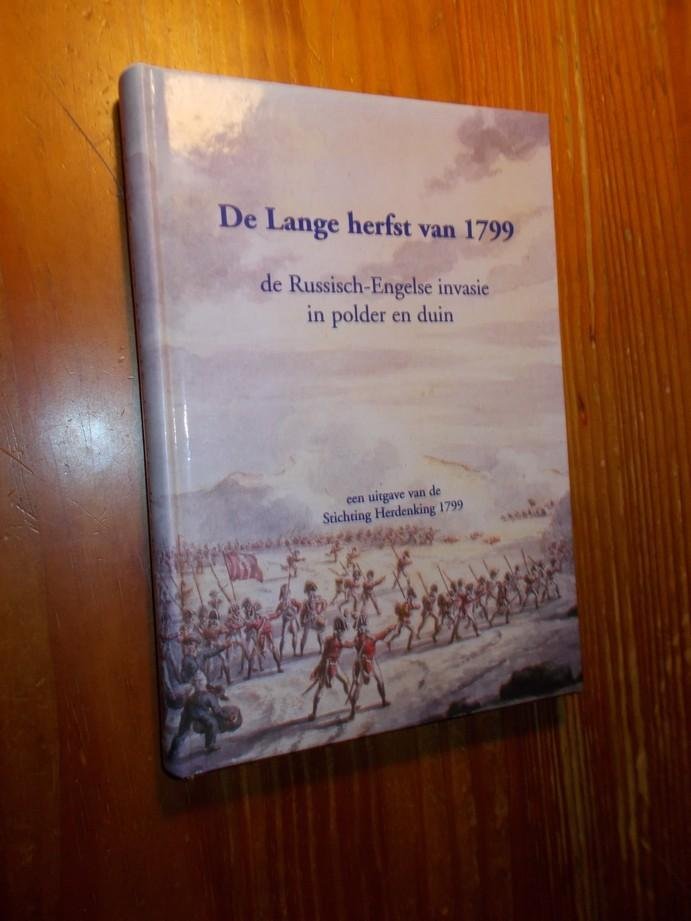 De Lange herfst van 1799
de Russisch-Engelse invasie
in polder en duin
een uitgave van de
Stichting Herdenking 1799